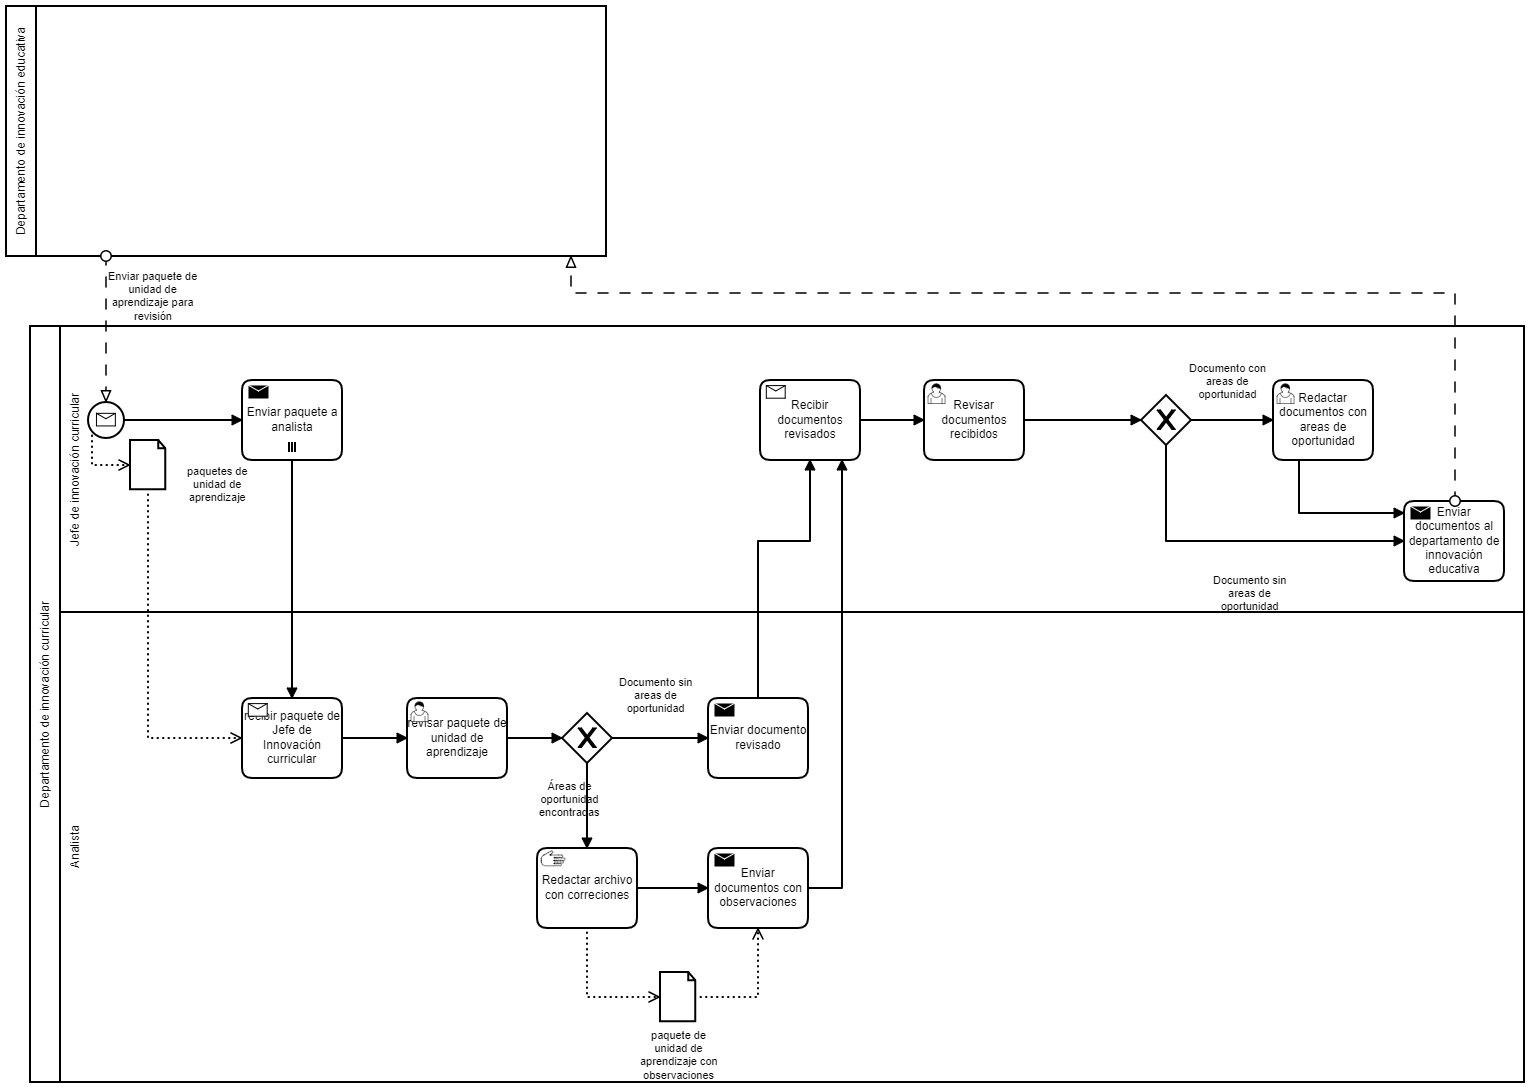 Departamento de innovación educativa
Enviar paquete de
unidad de
aprendizaje para
revisión
Departamento de innovación curricular
Jefe de innovación curricular
Enviar paquete a
analista
paquetes de
unidad de
aprendizaje
Recibir
documentos
revisados
Revisar
documentos
recibidos
Documento con
areas de
oportunidad
Redactar
documentos con
areas de
oportunidad
Enviar
documentos al
departamento de
innovación
educativa
Documento sin
areas de
oportunidad
Analista
recibir paquete de
Jefe de
Innovación
curricular
revisar paquete de
unidad de
aprendizaje
Documento sin
areas de
oportunidad
Enviar documento
revisado
Áreas de
oportunidad
encontradas
Redactar archivo
con correciones
Enviar
documentos con
observaciones
paquete de
unidad de
aprendizaje con
observaciones